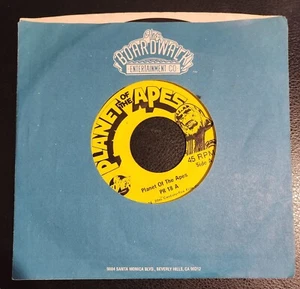 The
BOARDWALK
ENTERTAINMENT CO.
PLANET OF THE APES
45 RPM
Side
Planet Of The Apes
PR 18 A
SANTA MONICA BLVD., BEVERLY HILLS, CA 90212